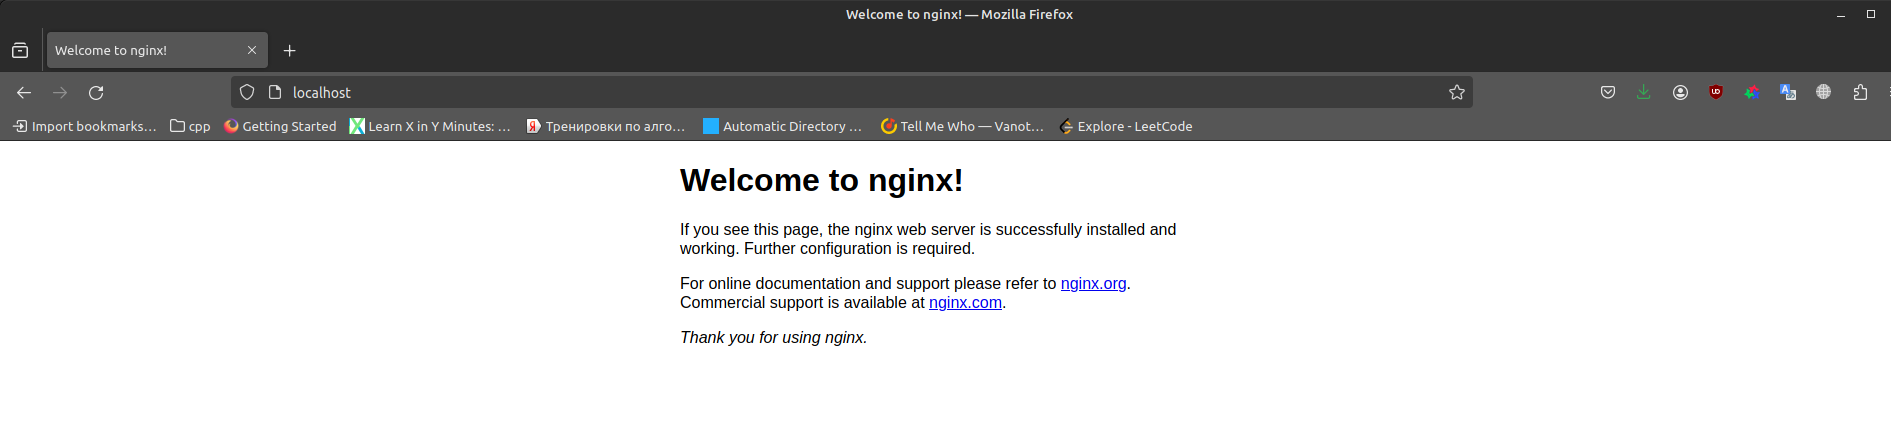 Welcome to nginx! — Mozilla Firefox
Welcome to nginx!
localhost
Import bookmarks... cpp Getting Started Learn X in Y Minutes: ... Тренировки по алго... Automatic Directory ... Tell Me Who — Vanot... Explore - LeetCode
Welcome to nginx!
If you see this page, the nginx web server is successfully installed and
working. Further configuration is required.
For online documentation and support please refer to nginx.org.
Commercial support is available at nginx.com.
Thank you for using nginx.